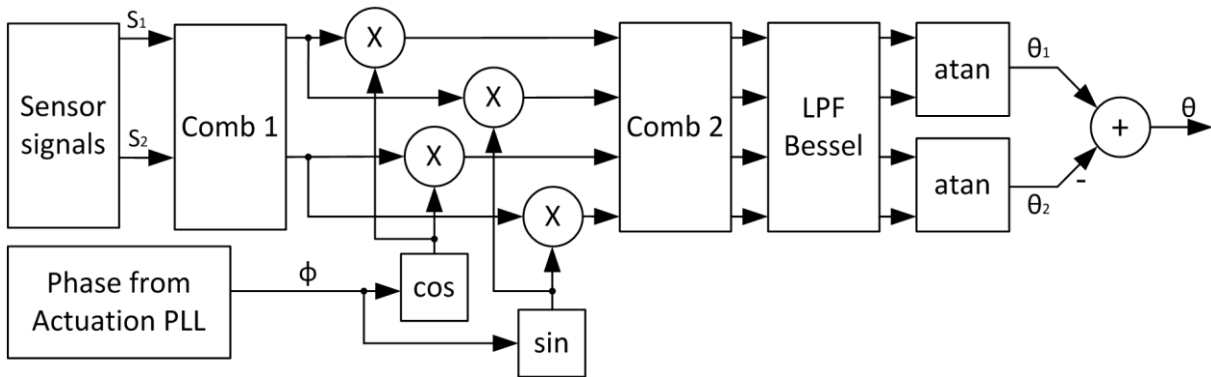 S1
S2
Sensor
signals
Comb 1
X
X
X
X
Comb 2
LPF
Bessel
atan
atan
θ1
θ2
+
-
θ
Phase from
Actuation PLL
ϕ
cos
sin